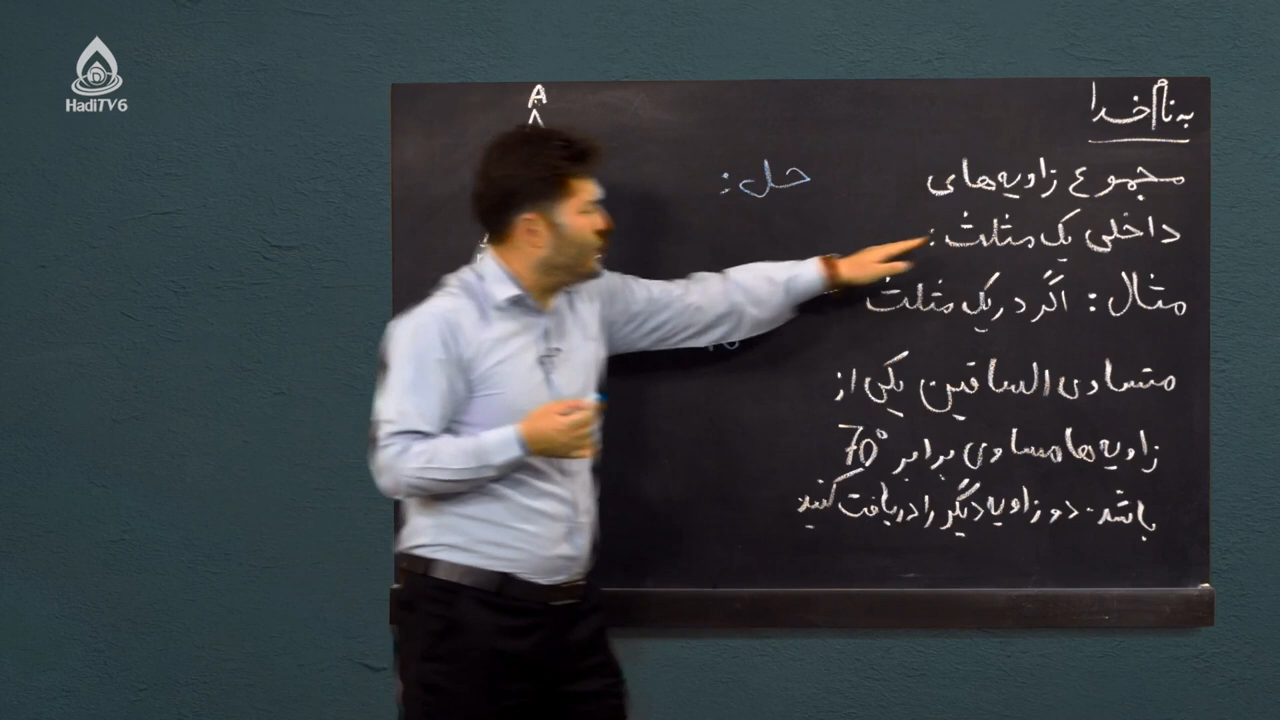 HadiTV6
به نام خدا
مجموع زاویه‌های
داخلی یک مثلث:
مثال: اگر در یک مثلث
متساوی الساقین یکی از
زاویه ها مساوی برابر 70°
باشد. دو زاویه دیگر را دریافت کنید
حل:
A